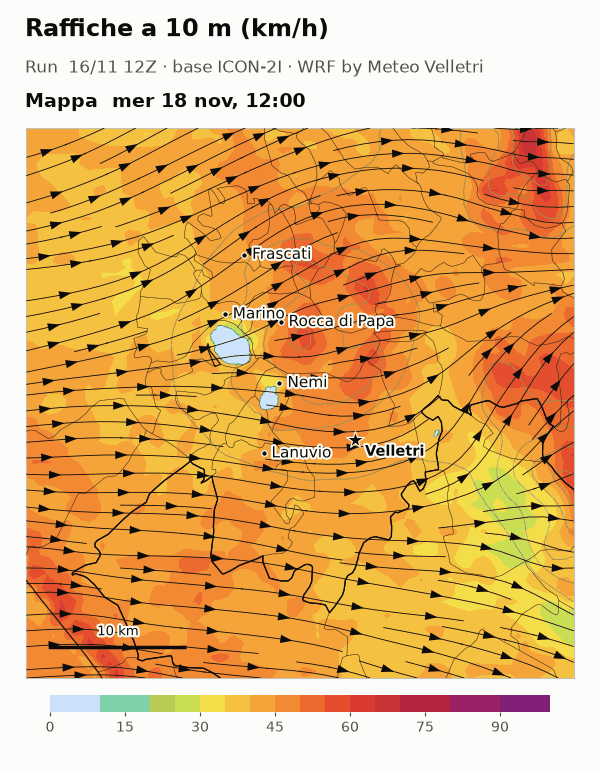 Raffiche a 10 m (km/h)
Run  16/11 12Z · base ICON-2I · WRF by Meteo Velletri
Mappa  mer 18 nov, 12:00
Frascati
Marino
Rocca di Papa
Nemi
Velletri
Lanuvio
10 km
0 15 30 45 60 75 90